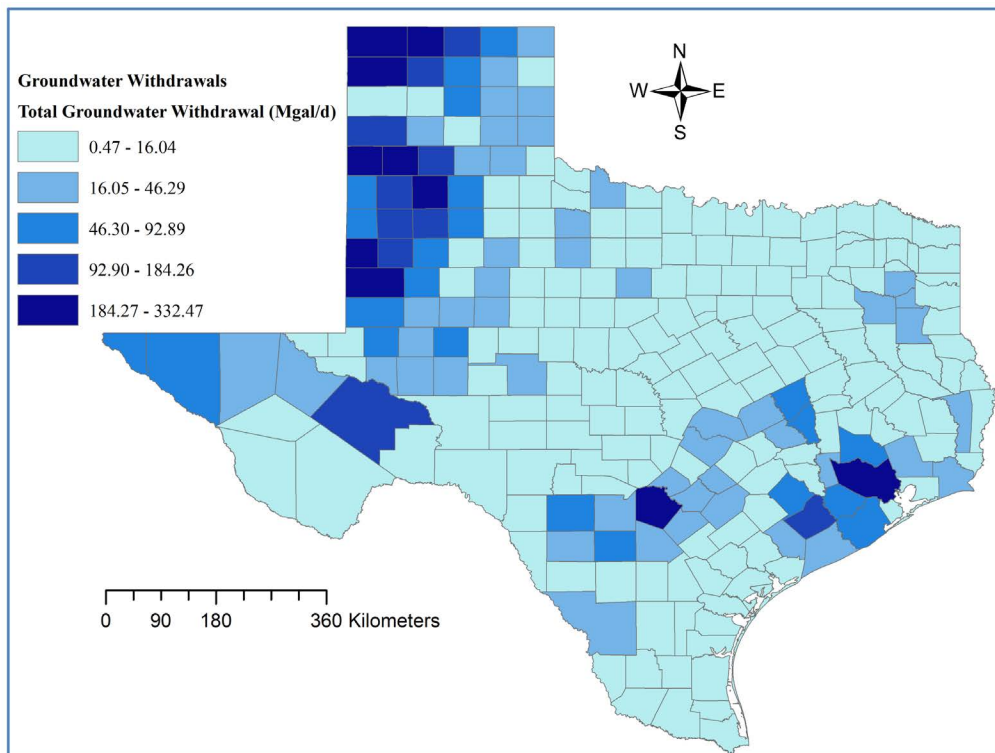 N
W E
S
Groundwater Withdrawals
Total Groundwater Withdrawal (Mgal/d)
0.47 - 16.04
16.05 - 46.29
46.30 - 92.89
92.90 - 184.26
184.27 - 332.47
0 90 180 360 Kilometers